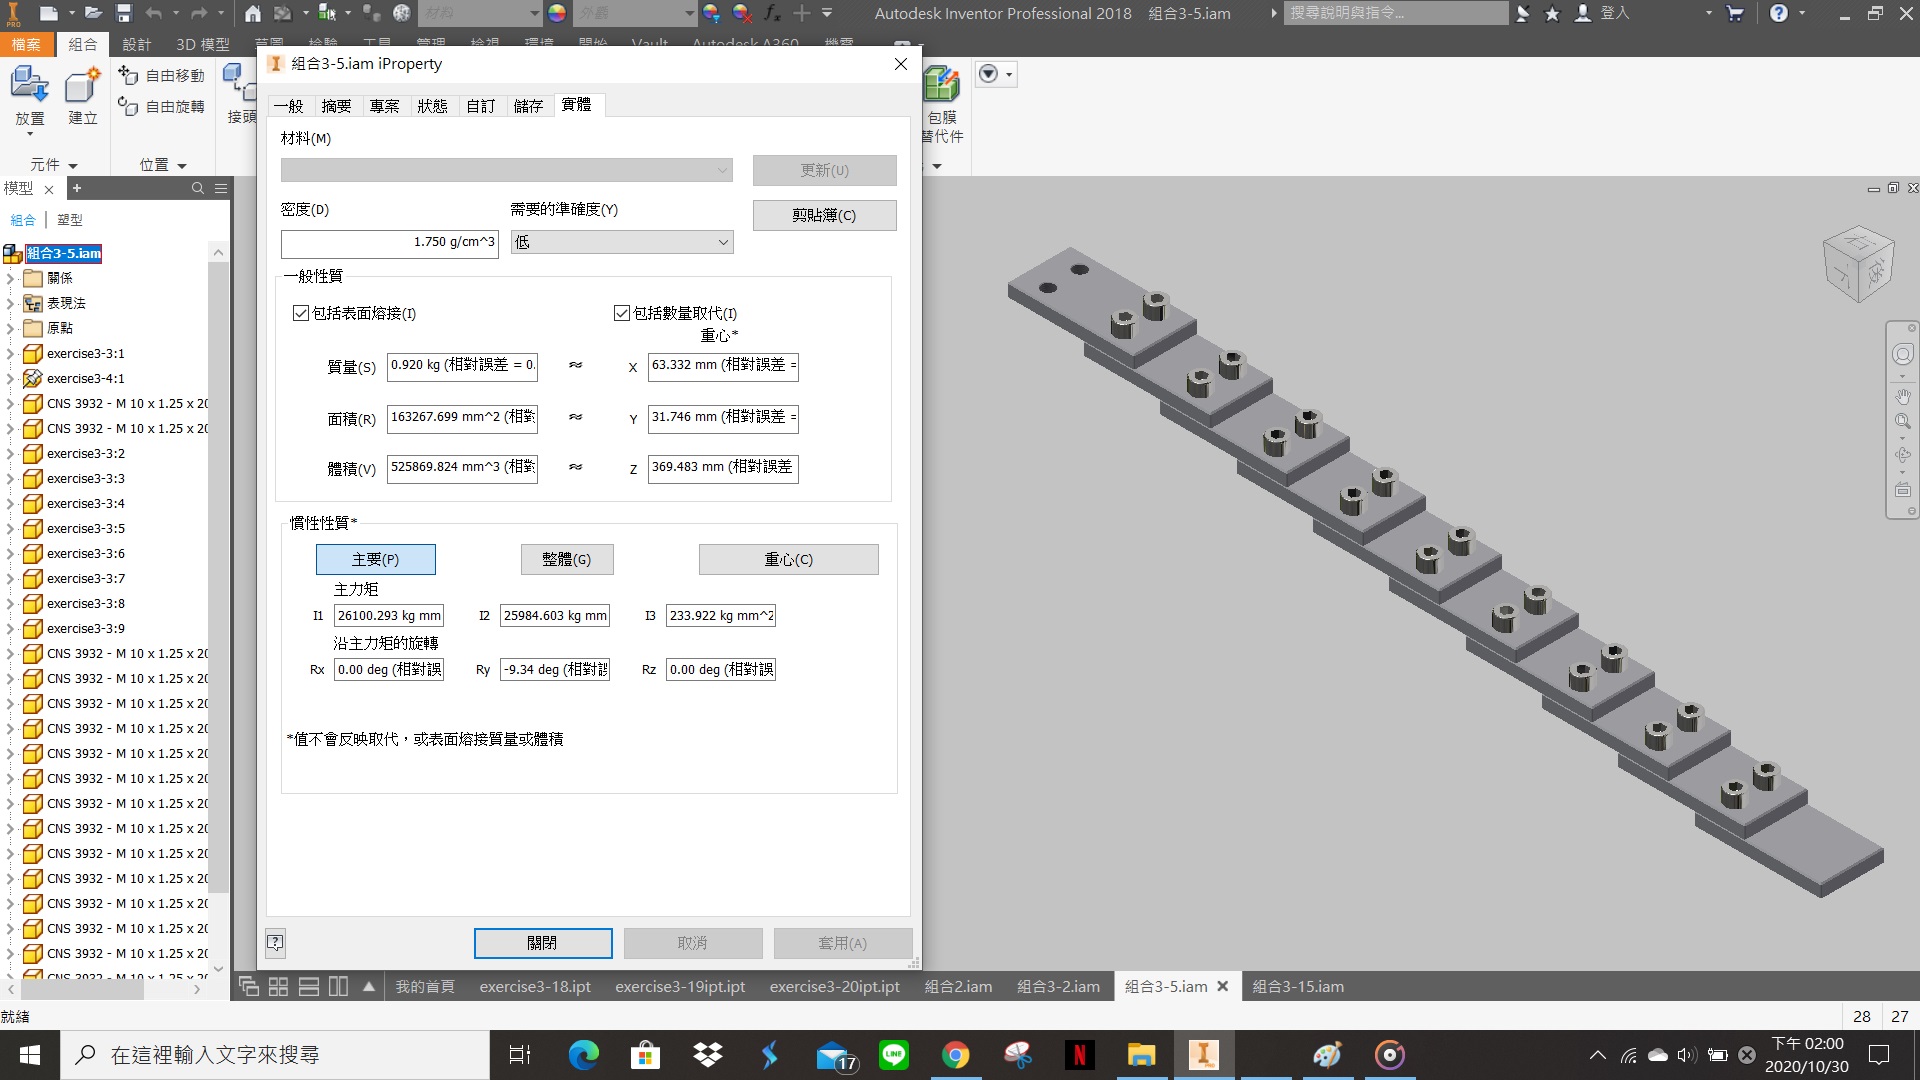 Autodesk Inventor Professional 2018 組合3-5.iam
搜尋說明與指令...
登入
PRO
材料
外觀
檔案
組合
設計
3D 模型
草圖
檢驗
工具
管理
檢視
環境
開始
Vault
Autodesk A360
放置
建立
自由移動
自由旋轉
接頭
元件
位置
包膜
替代件
模型
組合
塑型
組合3-5.iam
關係
表現法
原點
exercise3-3:1
exercise3-4:1
CNS 3932 - M 10 x 1.25 x 20
CNS 3932 - M 10 x 1.25 x 20
exercise3-3:2
exercise3-3:3
exercise3-3:4
exercise3-3:5
exercise3-3:6
exercise3-3:7
exercise3-3:8
exercise3-3:9
CNS 3932 - M 10 x 1.25 x 20
CNS 3932 - M 10 x 1.25 x 20
CNS 3932 - M 10 x 1.25 x 20
CNS 3932 - M 10 x 1.25 x 20
CNS 3932 - M 10 x 1.25 x 20
CNS 3932 - M 10 x 1.25 x 20
CNS 3932 - M 10 x 1.25 x 20
CNS 3932 - M 10 x 1.25 x 20
CNS 3932 - M 10 x 1.25 x 20
CNS 3932 - M 10 x 1.25 x 20
CNS 3932 - M 10 x 1.25 x 20
CNS 3932 - M 10 x 1.25 x 20
CNS 3932 - M 10 x 1.25 x 20
CNS 3932 - M 10 x 1.25 x 20
組合3-5.iam iProperty
一般
摘要
專案
狀態
自訂
儲存
實體
材料(M)
更新(U)
密度(D)
需要的準確度(Y)
剪貼簿(C)
1.750 g/cm^3
低
一般性質
包括表面熔接(I)
包括數量取代(I)
重心*
質量(S)
0.920 kg (相對誤差 = 0.
≈
X
63.332 mm (相對誤差 =
面積(R)
163267.699 mm^2 (相對
≈
Y
31.746 mm (相對誤差 =
體積(V)
525869.824 mm^3 (相對
≈
Z
369.483 mm (相對誤差
慣性性質*
主要(P)
整體(G)
重心(C)
主力矩
I1
26100.293 kg mm
I2
25984.603 kg mm
I3
233.922 kg mm^2
沿主力矩的旋轉
Rx
0.00 deg (相對誤
Ry
-9.34 deg (相對誤
Rz
0.00 deg (相對誤
*值不會反映取代，或表面熔接質量或體積
關閉
取消
套用(A)
我的首頁
exercise3-18.ipt
exercise3-19ipt.ipt
exercise3-20ipt.ipt
組合2.iam
組合3-2.iam
組合3-5.iam
組合3-15.iam
就緒
28
27
在這裡輸入文字來搜尋
17
LINE
下午 02:00
2020/10/30